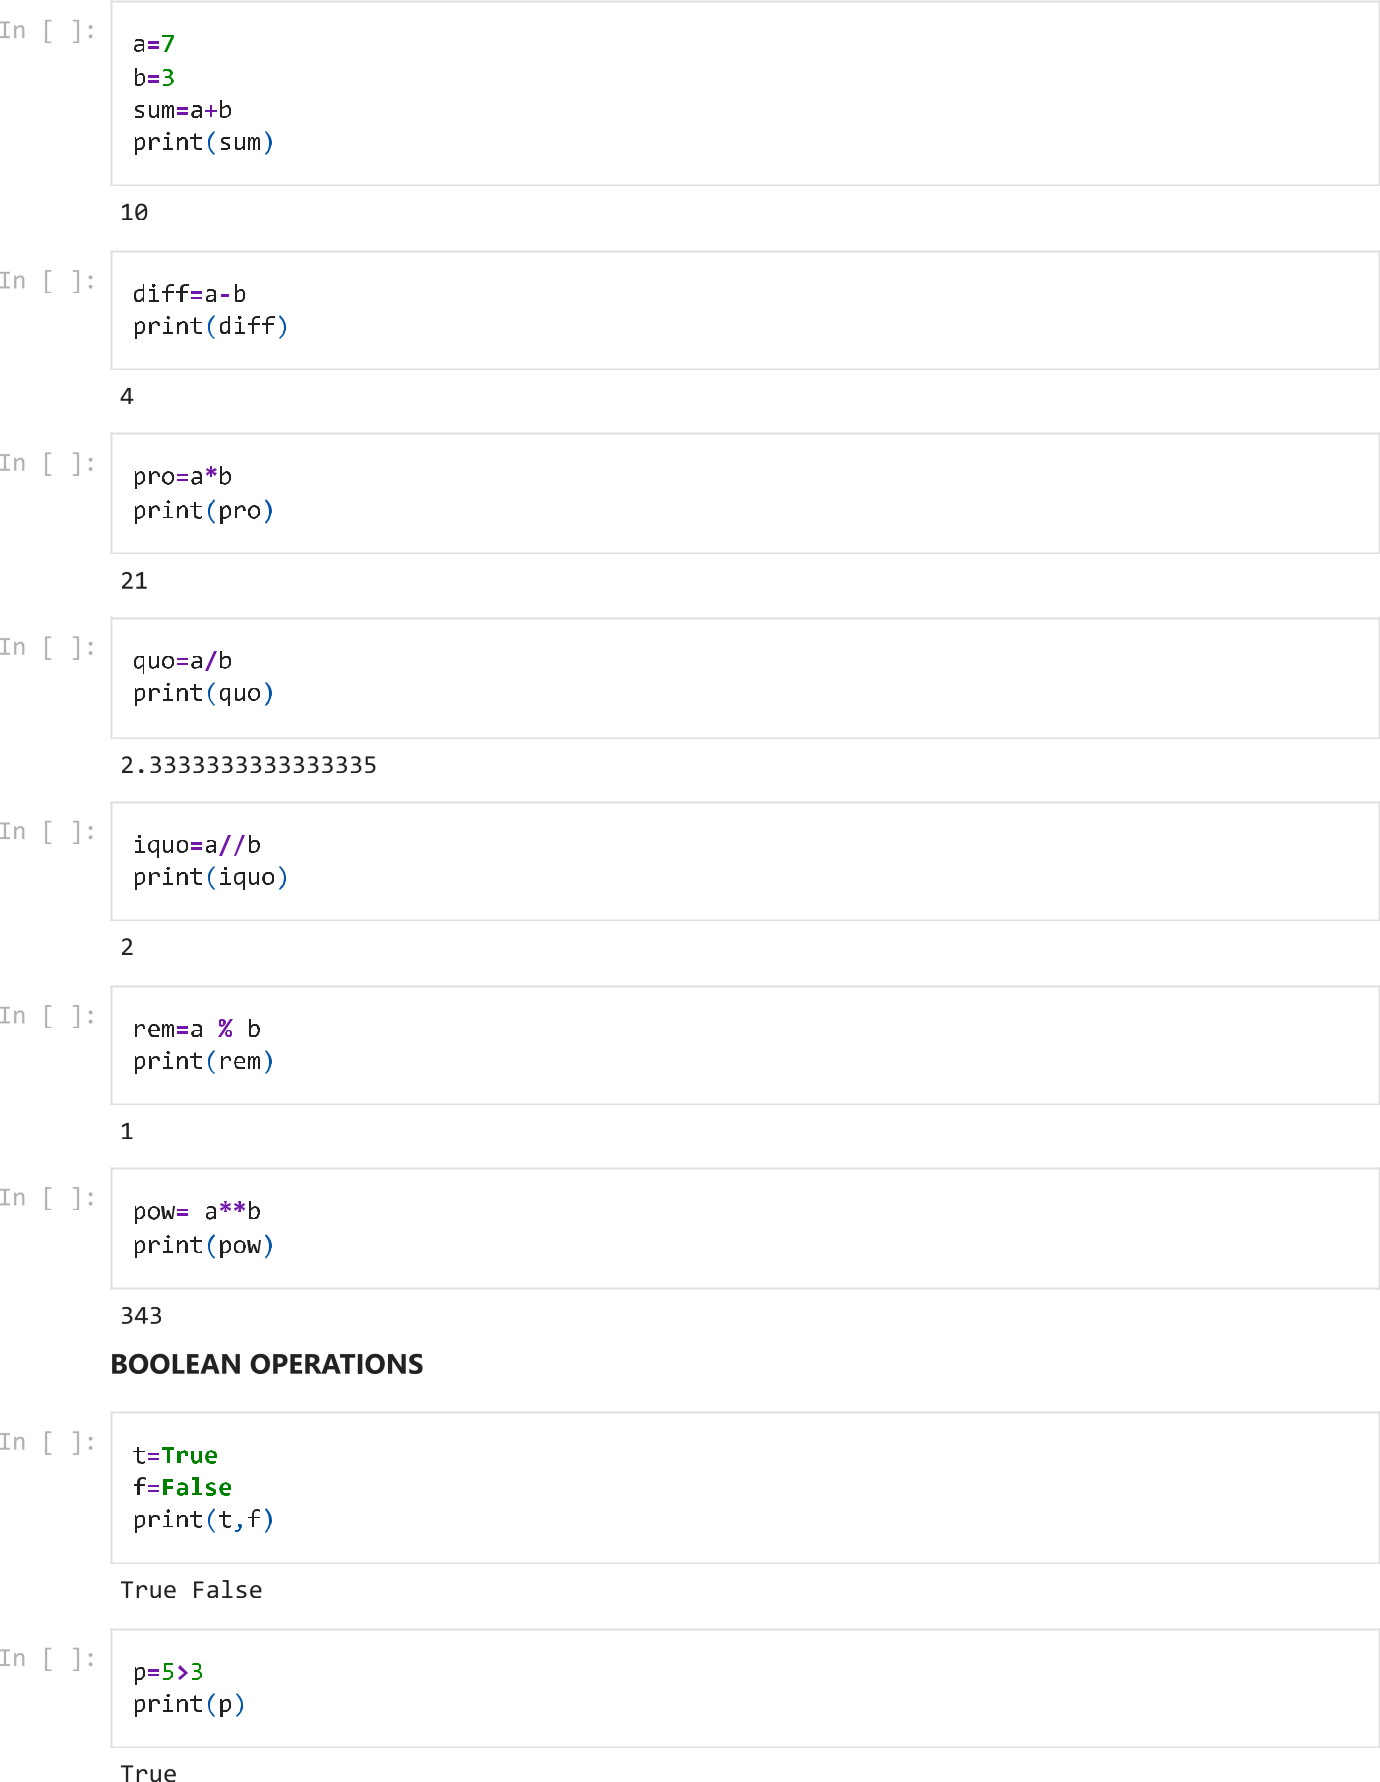 In [ ]:
a=7
b=3
sum=a+b
print(sum)
10
In [ ]:
diff=a-b
print(diff)
4
In [ ]:
pro=a*b
print(pro)
21
In [ ]:
quo=a/b
print(quo)
2.3333333333333335
In [ ]:
iquo=a//b
print(iquo)
2
In [ ]:
rem=a % b
print(rem)
1
In [ ]:
pow= a**b
print(pow)
343
BOOLEAN OPERATIONS
In [ ]:
t=True
f=False
print(t,f)
True False
In [ ]:
p=5>3
print(p)
True